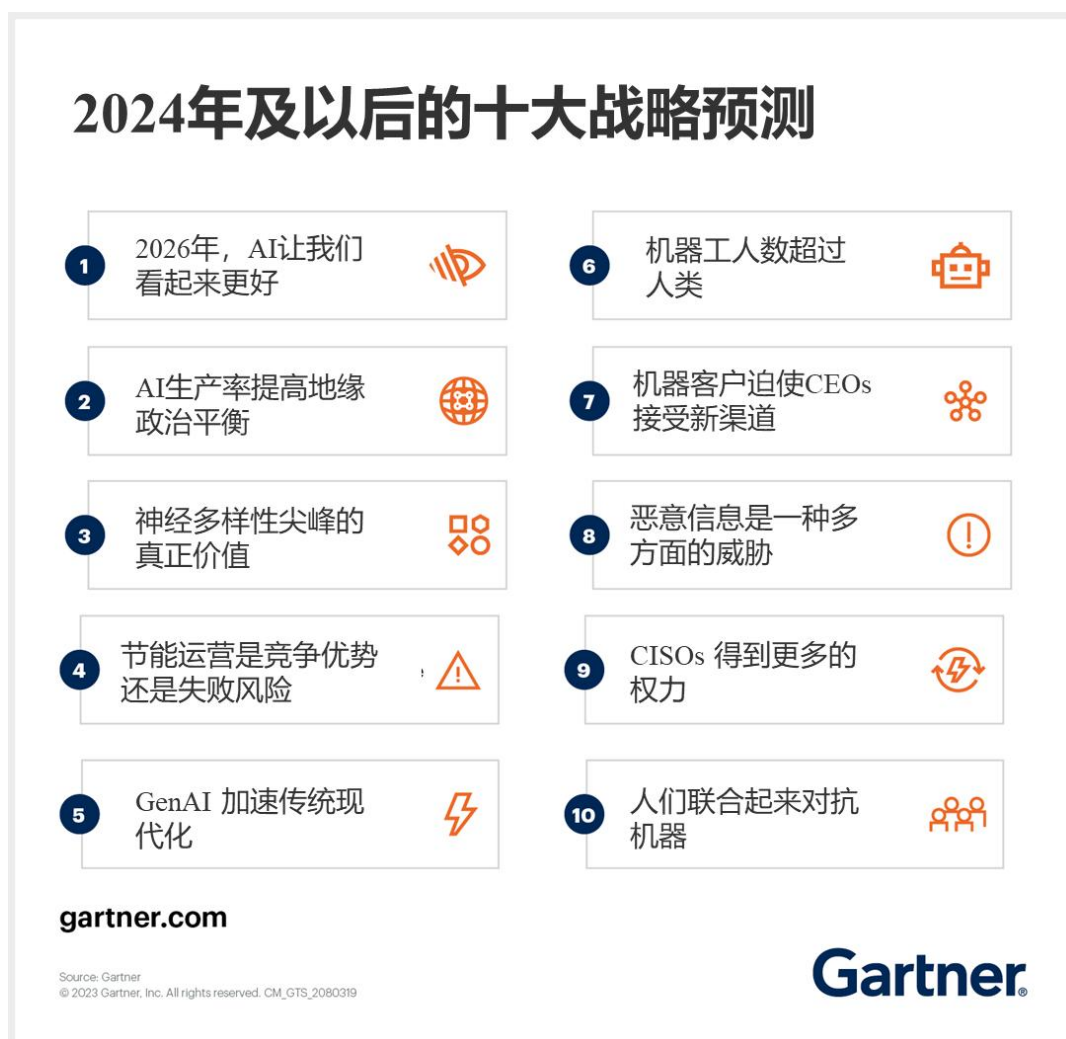 2024年及以后的十大战略预测
1
2026年，AI让我们
看起来更好
2
AI生产率提高地缘
政治平衡
3
神经多样性尖峰的
真正价值
4
节能运营是竞争优势
还是失败风险
5
GenAI 加速传统现
代化
6
机器工人数超过
人类
7
机器客户迫使CEOs
接受新渠道
8
恶意信息是一种多
方面的威胁
9
CISOs 得到更多的
权力
10
人们联合起来对抗
机器
gartner.com
Source: Gartner
© 2023 Gartner, Inc. All rights reserved. CM_GTS_2080319
Gartner®